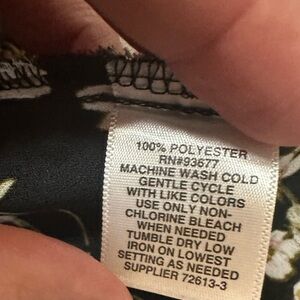 100% POLYESTER
RN#93677
MACHINE WASH COLD
GENTLE CYCLE
WITH LIKE COLORS
USE ONLY NON-
CHLORINE BLEACH
WHEN NEEDED
TUMBLE DRY LOW
IRON ON LOWEST
SETTING AS NEEDED
SUPPLIER 72613-3